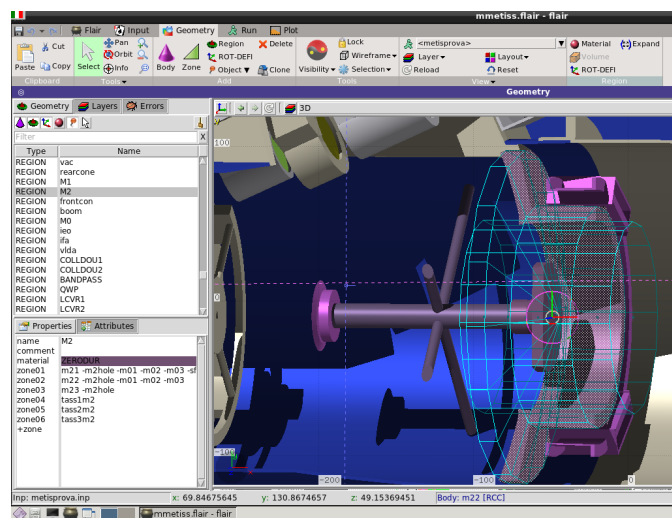 mmetiss.flair - flair
Flair Input Geometry Run Plot
Paste Cut Copy Select Pan Orbit Info Body Zone Region ROT-DEFI Object Delete Clone Visibility Lock Wireframe Selection <metisprova> Layer Reload Layout Reset Material Volume ROT-DEFI (:)Expand
Clipboard Tools Add Tools View Region
Geometry
Geometry Layers Errors 3D
Filter X
Type Name
REGION vac
REGION rearcone
REGION M1
REGION M2
REGION frontcon
REGION boom
REGION M0
REGION ieo
REGION ifa
REGION vlda
REGION COLLDOU1
REGION COLLDOU2
REGION BANDPASS
REGION QWP
REGION LCVR1
REGION LCVR2
Properties Attributes
name M2
comment
material ZERODUR
zone01 m21 -m2hole -m01 -m02 -m03 -sf
zone02 m22 -m2hole -m01 -m02 -m03
zone03 m23 -m2hole
zone04 tass1m2
zone05 tass2m2
zone06 tass3m2
+zone
100
0
-100
-200 -100 0
Inp: metisprova.inp x: 69.84675645 y: 130.8674657 z: 49.15369451 Body: m22 [RCC]
mmetiss.flair - flair